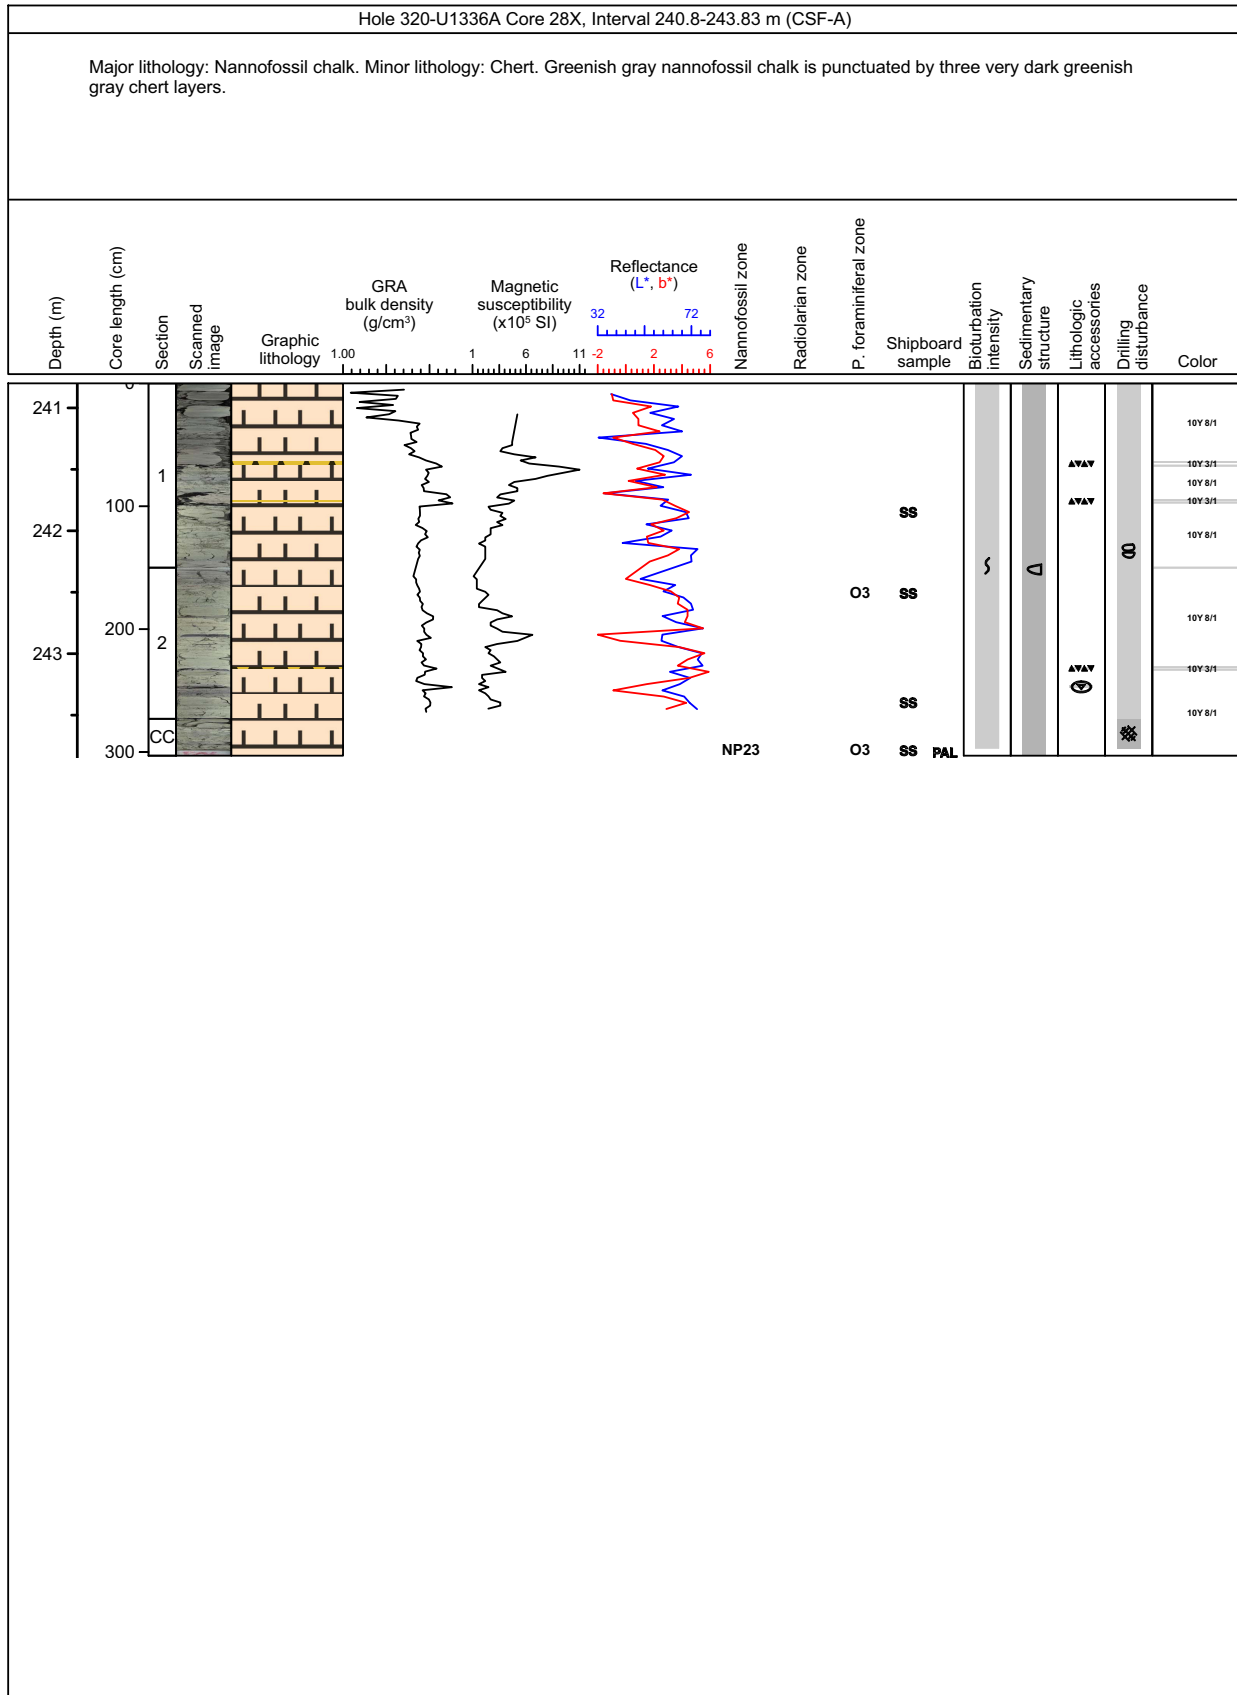 Hole 320-U1336A Core 28X, Interval 240.8-243.83 m (CSF-A)
Major lithology: Nannofossil chalk. Minor lithology: Chert. Greenish gray nannofossil chalk is punctuated by three very dark greenish
gray chert layers.
Depth (m)
Core length (cm)
Section
Scanned
image
Graphic
lithology
GRA
bulk density
(g/cm³)
1.00
Magnetic
susceptibility
(x10⁵ SI)
1 6 11
Reflectance
(L*, b*)
32 72
-2 2 6
Nannofossil zone
Radiolarian zone
P. foraminiferal zone
Shipboard
sample
Bioturbation
intensity
Sedimentary
structure
Lithologic
accessories
Drilling
disturbance
Color
0
241
10Y 8/1
10Y 3/1
1
10Y 8/1
10Y 3/1
100
SS
242
10Y 8/1
O3 SS
10Y 8/1
200
2
243
10Y 3/1
SS
10Y 8/1
CC
300
NP23 O3 SS PAL